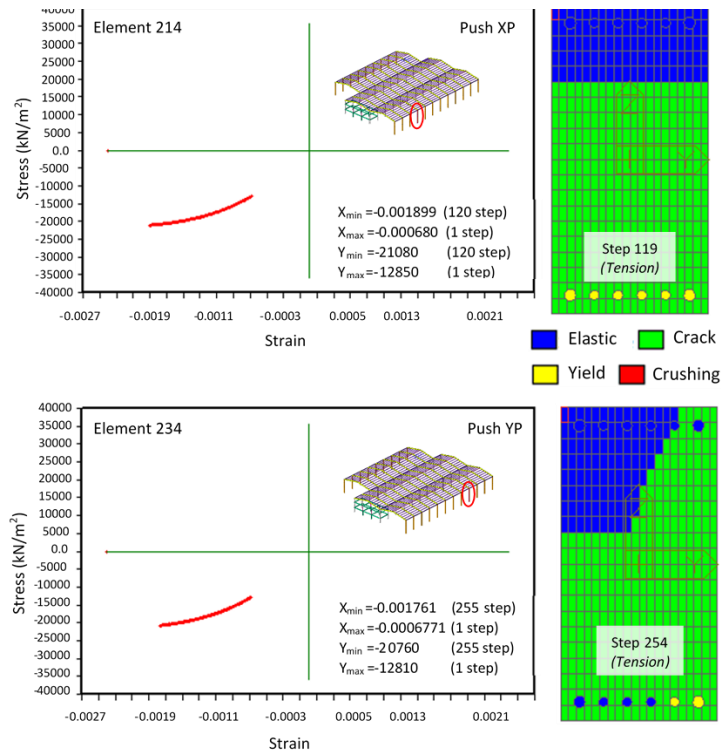 Element 214
Push XP
Stress (kN/m²)
40000
35000
30000
25000
20000
15000
10000
5000
0.0
-5000
-10000
-15000
-20000
-25000
-30000
-35000
-40000
Xmin =-0.001899 (120 step)
Xmax=-0.000680 (1 step)
Ymin =-21080 (120 step)
Ymax=-12850 (1 step)
-0.0027 -0.0019 -0.0011 -0.0003 0.0005 0.0013 0.0021
Strain
Step 119
(Tension)
Elastic
Crack
Yield
Crushing
Element 234
Push YP
Stress (kN/m²)
40000
35000
30000
25000
20000
15000
10000
5000
0.0
-5000
-10000
-15000
-20000
-25000
-30000
-35000
-40000
Xmin =-0.001761 (255 step)
Xmax=-0.0006771 (1 step)
Ymin =-20760 (255 step)
Ymax=-12810 (1 step)
-0.0027 -0.0019 -0.0011 -0.0003 0.0005 0.0013 0.0021
Strain
Step 254
(Tension)